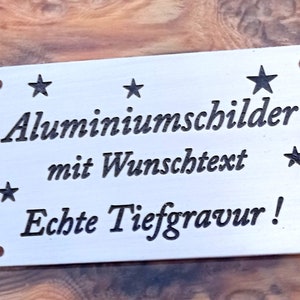 Aluminiumschilder
mit Wunschtext
Echte Tiefgravur !